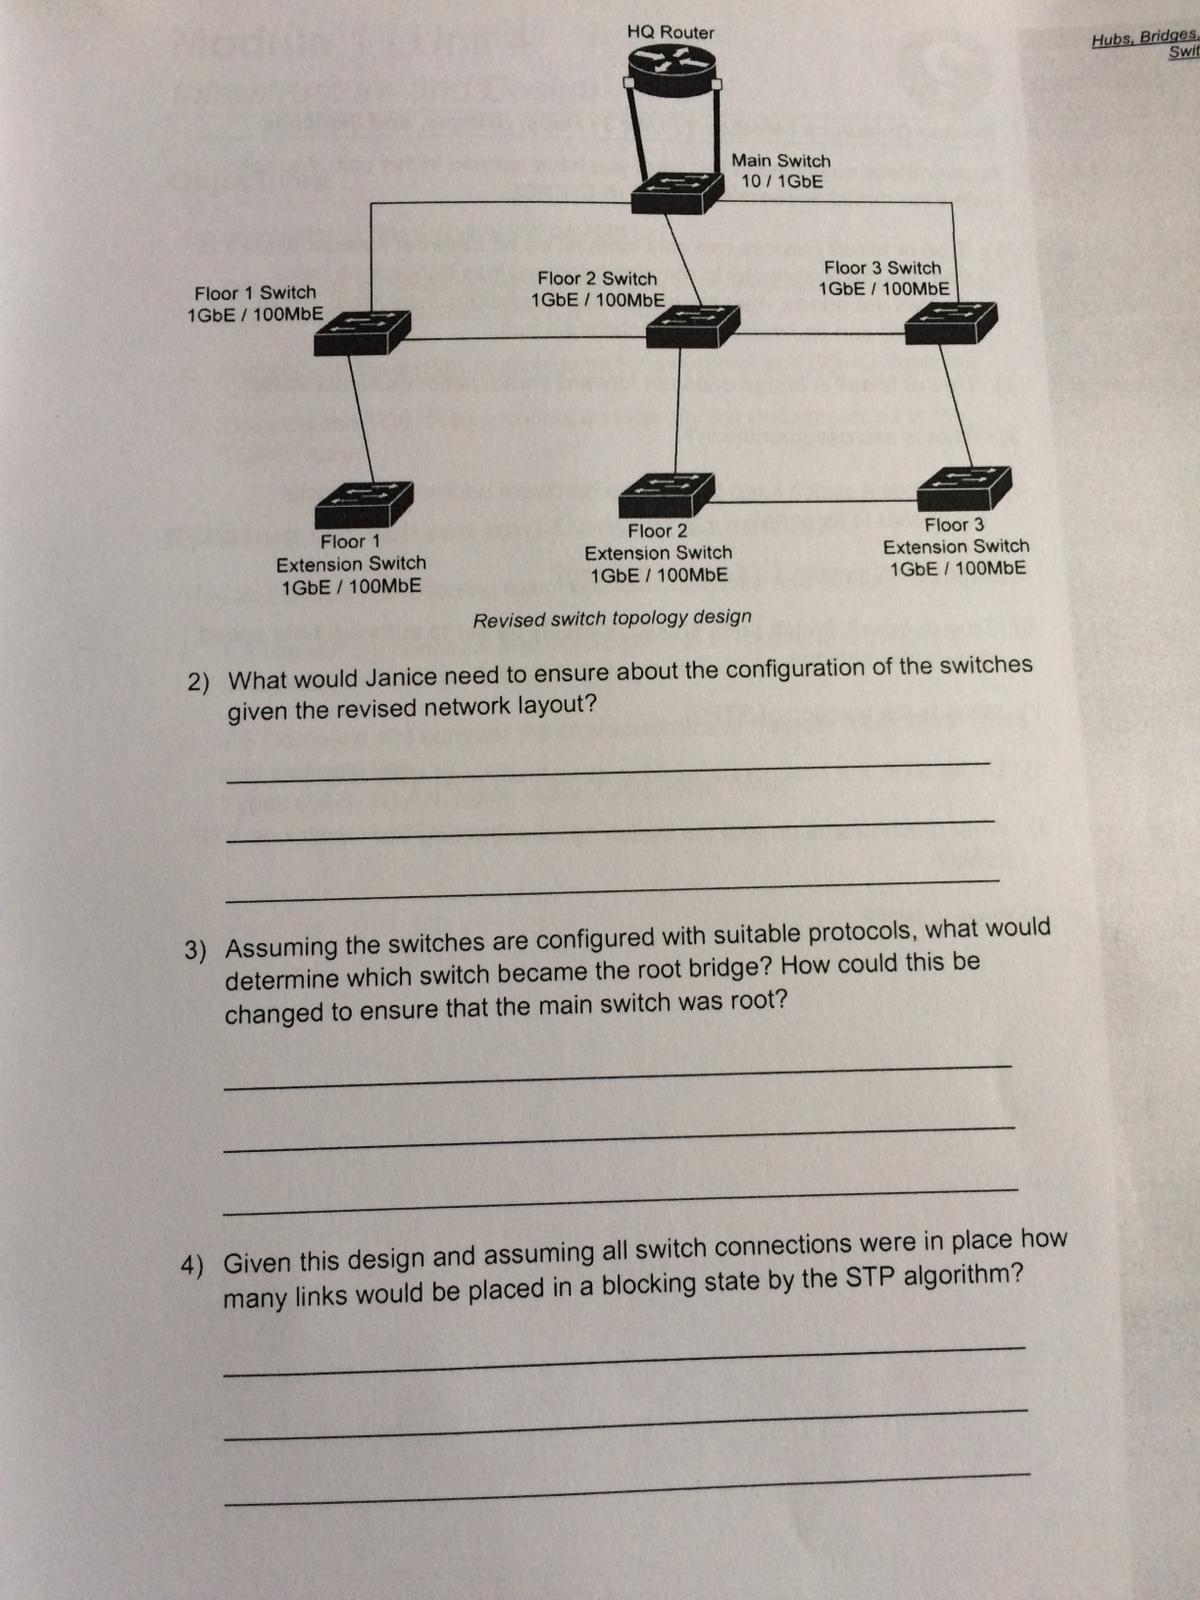 HQ Router
Hubs, Bridges,
Main Switch
10 / 1GbE
Floor 1 Switch
1GbE / 100MbE
Floor 2 Switch
1GbE / 100MbE
Floor 3 Switch
1GbE / 100MbE
Floor 1
Extension Switch
1GbE / 100MbE
Floor 2
Extension Switch
1GbE / 100MbE
Floor 3
Extension Switch
1GbE / 100MbE
Revised switch topology design
2) What would Janice need to ensure about the configuration of the switches
given the revised network layout?
3) Assuming the switches are configured with suitable protocols, what would
determine which switch became the root bridge? How could this be
changed to ensure that the main switch was root?
4) Given this design and assuming all switch connections were in place how
many links would be placed in a blocking state by the STP algorithm?